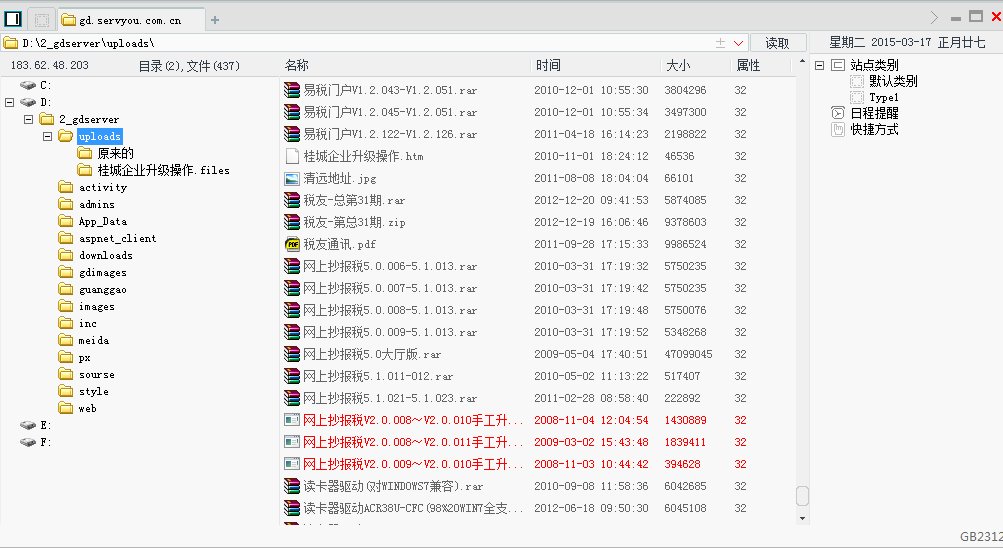 gd.servyou.com.cn
D:\2_gdserver\uploads\ 读取 星期二 2015-03-17 正月廿七
183.62.48.203 目录(2),文件(437)
名称 时间 大小 属性
C:
D:
2_gdserver
uploads
原来的
桂城企业升级操作.files
activity
admins
App_Data
aspnet_client
downloads
gdimages
guanggao
images
inc
meida
px
sourse
style
web
E:
F:
易税门户V1.2.043-V1.2.051.rar 2010-12-01 10:55:30 3804296 32
易税门户V1.2.045-V1.2.051.rar 2010-12-01 10:55:34 3497300 32
易税门户V1.2.122-V1.2.126.rar 2011-04-18 16:14:23 2198822 32
桂城企业升级操作.htm 2010-11-01 18:24:12 46536 32
清远地址.jpg 2011-08-08 18:04:04 66101 32
税友-总第31期.rar 2012-12-20 09:41:53 5874085 32
税友-第总31期.zip 2012-12-19 16:06:46 9378603 32
税友通讯.pdf 2011-09-28 17:15:33 9986524 32
网上抄报税5.0.006-5.1.013.rar 2010-03-31 17:19:32 5750235 32
网上抄报税5.0.007-5.1.013.rar 2010-03-31 17:19:42 5750235 32
网上抄报税5.0.008-5.1.013.rar 2010-03-31 17:19:48 5750076 32
网上抄报税5.0.009-5.1.013.rar 2010-03-31 17:19:52 5348268 32
网上抄报税5.0大厅版.rar 2009-05-04 17:40:51 47099045 32
网上抄报税5.1.011-012.rar 2010-05-02 11:13:22 517407 32
网上抄报税5.1.021-5.1.023.rar 2011-02-28 08:58:40 222892 32
网上抄报税V2.0.008～V2.0.010手工升... 2008-11-04 12:04:54 1430889 32
网上抄报税V2.0.008～V2.0.011手工升... 2009-03-02 15:43:48 1839411 32
网上抄报税V2.0.009～V2.0.010手工升... 2008-11-03 10:44:42 394628 32
读卡器驱动(对WINDOWS7兼容).rar 2010-09-08 11:58:36 6042685 32
读卡器驱动ACR38U-CFC(98%20WIN7全支... 2012-06-18 09:50:30 6045108 32
站点类别
默认类别
Type1
日程提醒
快捷方式
GB2312